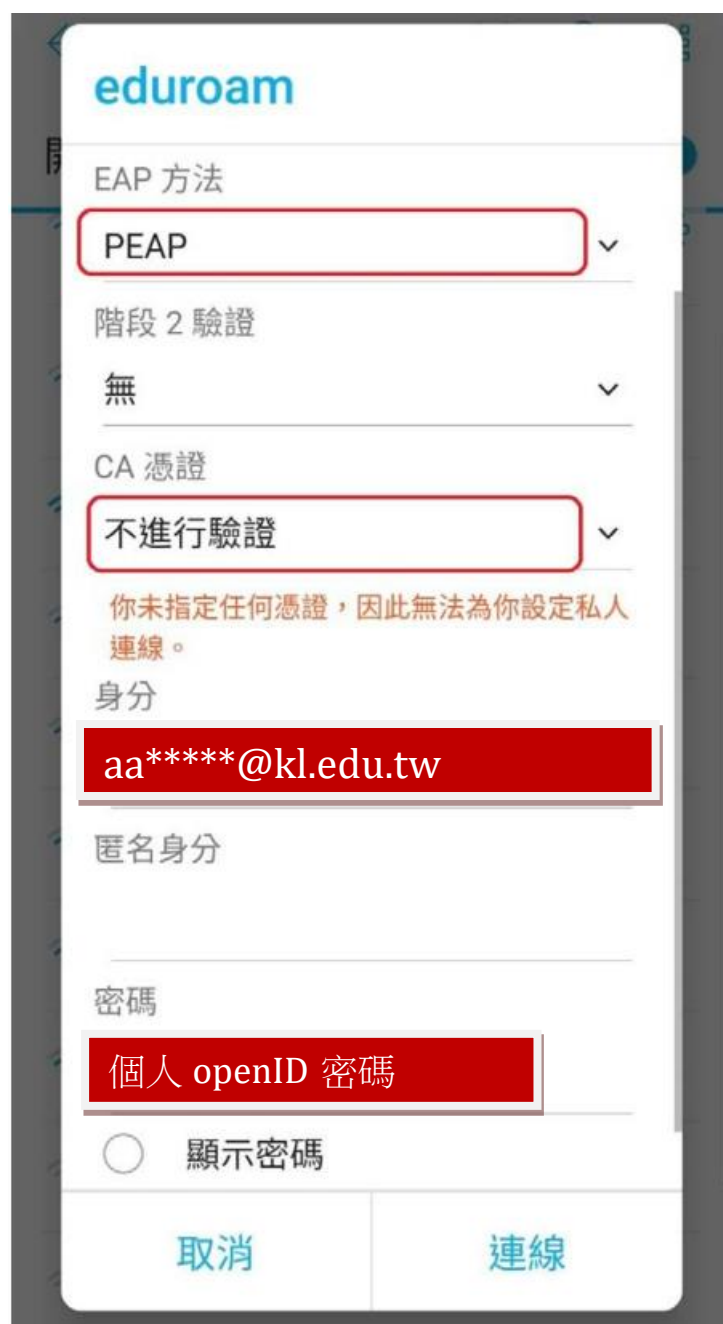 eduroam
開
EAP 方法
PEAP
階段 2 驗證
無
CA 憑證
不進行驗證
你未指定任何憑證，因此無法為你設定私人
連線。
身分
aa*****@kl.edu.tw
匿名身分
密碼
個人 openID 密碼
顯示密碼
取消
連線